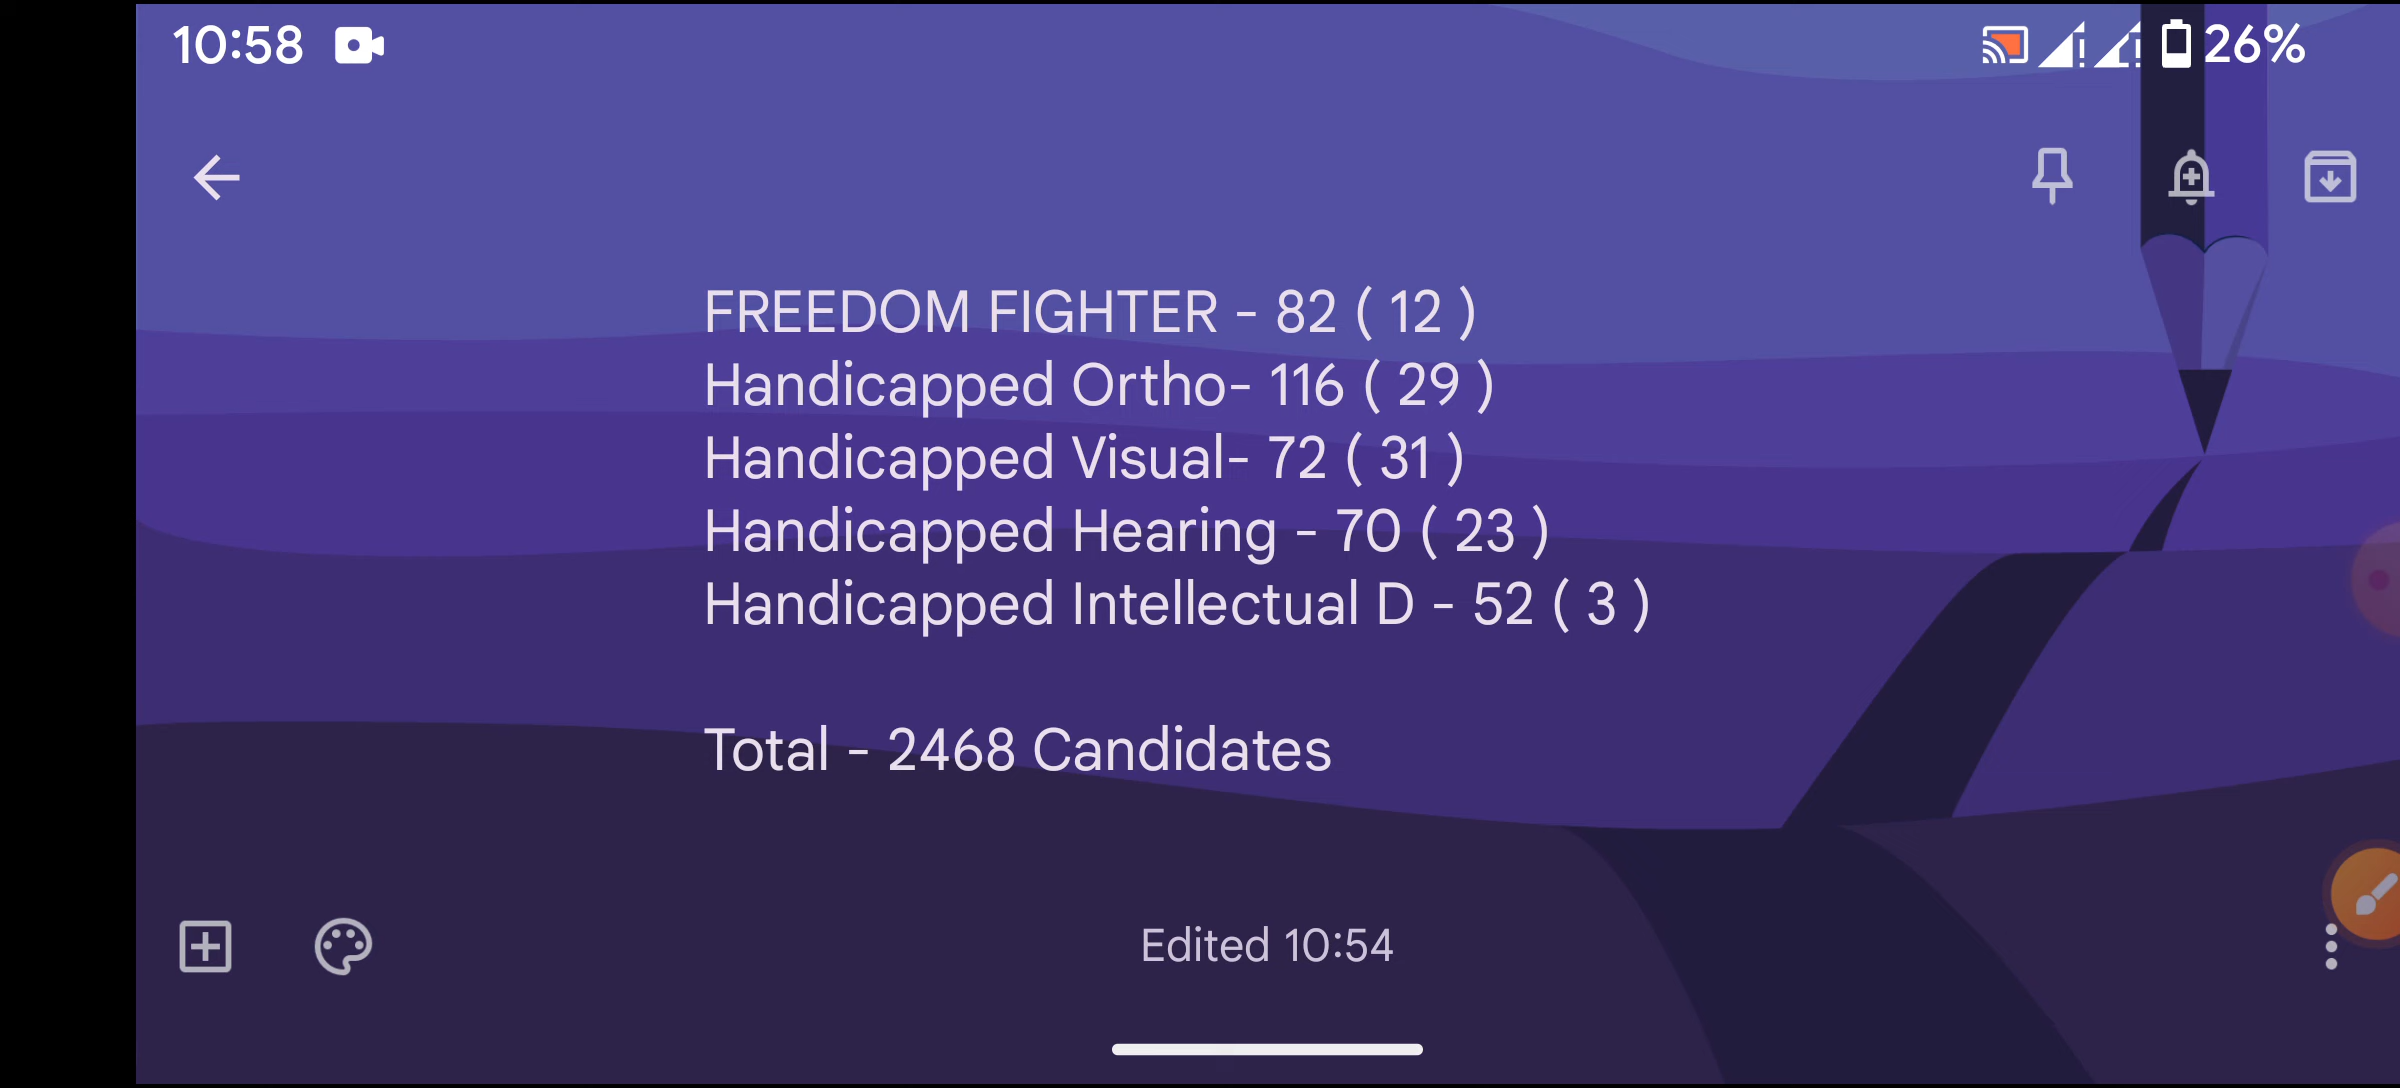 10:58
26%
FREEDOM FIGHTER - 82 ( 12 )
Handicapped Ortho- 116 ( 29 )
Handicapped Visual- 72 ( 31 )
Handicapped Hearing - 70 ( 23 )
Handicapped Intellectual D - 52 ( 3 )
Total - 2468 Candidates
Edited 10:54